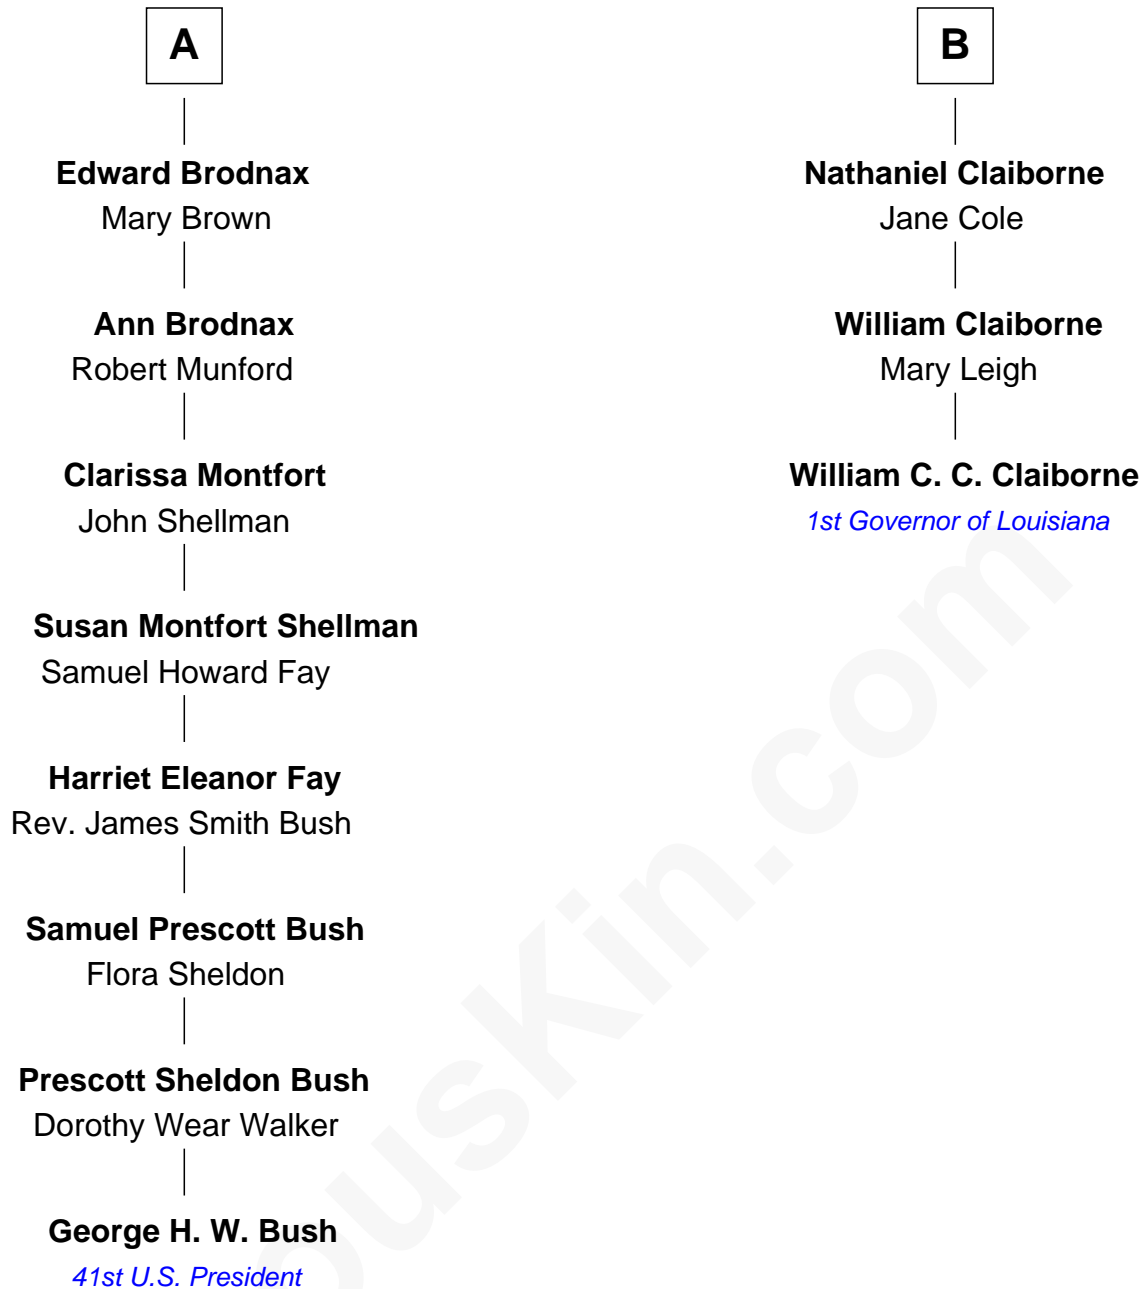 A
Edward Brodnax
Mary Brown
Ann Brodnax
Robert Munford
Clarissa Montfort
John Shellman
Susan Montfort Shellman
Samuel Howard Fay
Harriet Eleanor Fay
Rev. James Smith Bush
Samuel Prescott Bush
Flora Sheldon
Prescott Sheldon Bush
Dorothy Wear Walker
George H. W. Bush
41st U.S. President
B
Nathaniel Claiborne
Jane Cole
William Claiborne
Mary Leigh
William C. C. Claiborne
1st Governor of Louisiana
ousKin.com